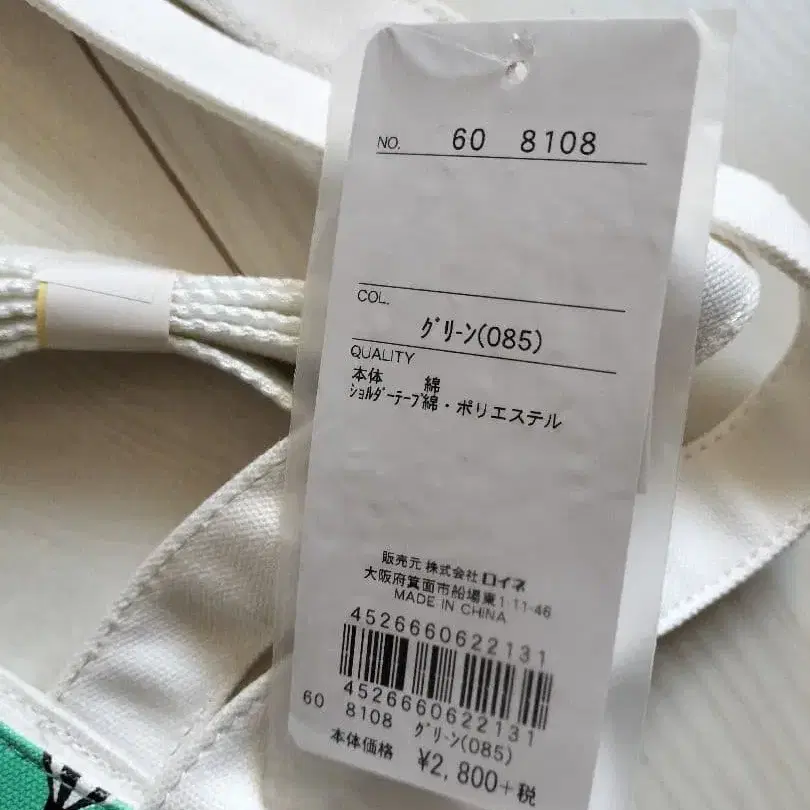 NO. 60 8108
COL.
ｸﾞﾘｰﾝ(085)
QUALITY
本体 綿
ｼｮﾙﾀﾞｰﾃｰﾌﾟ綿・ポリエステル
販売元 株式会社 ロイネ
大阪府箕面市船場東1-11-46
MADE IN CHINA
4526660622131
4526660622131
60 8108 ｸﾞﾘｰﾝ(085)
本体価格 ¥2,800+税